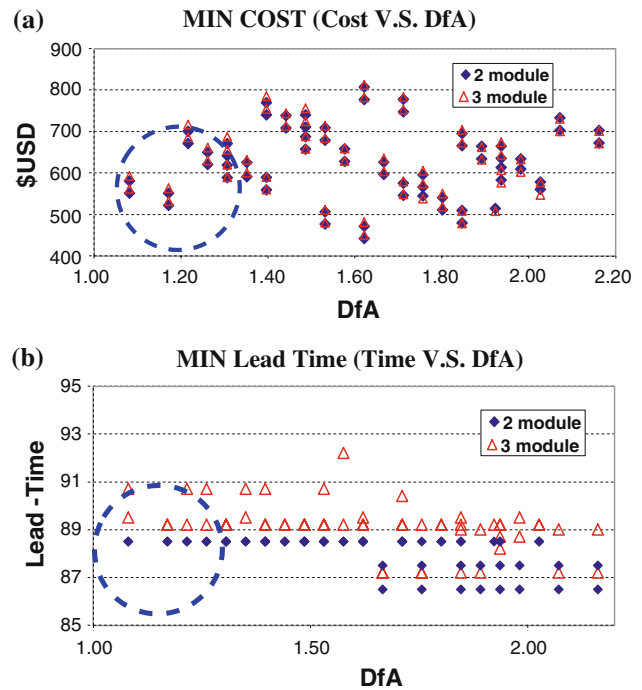 (a) MIN COST (Cost V.S. DfA)
900
800
700
600
500
400
$USD
2 module
3 module
1.00 1.20 1.40 1.60 1.80 2.00 2.20
DfA
(b) MIN Lead Time (Time V.S. DfA)
95
93
91
89
87
85
Lead -Time
2 module
3 module
1.00 1.50 2.00
DfA